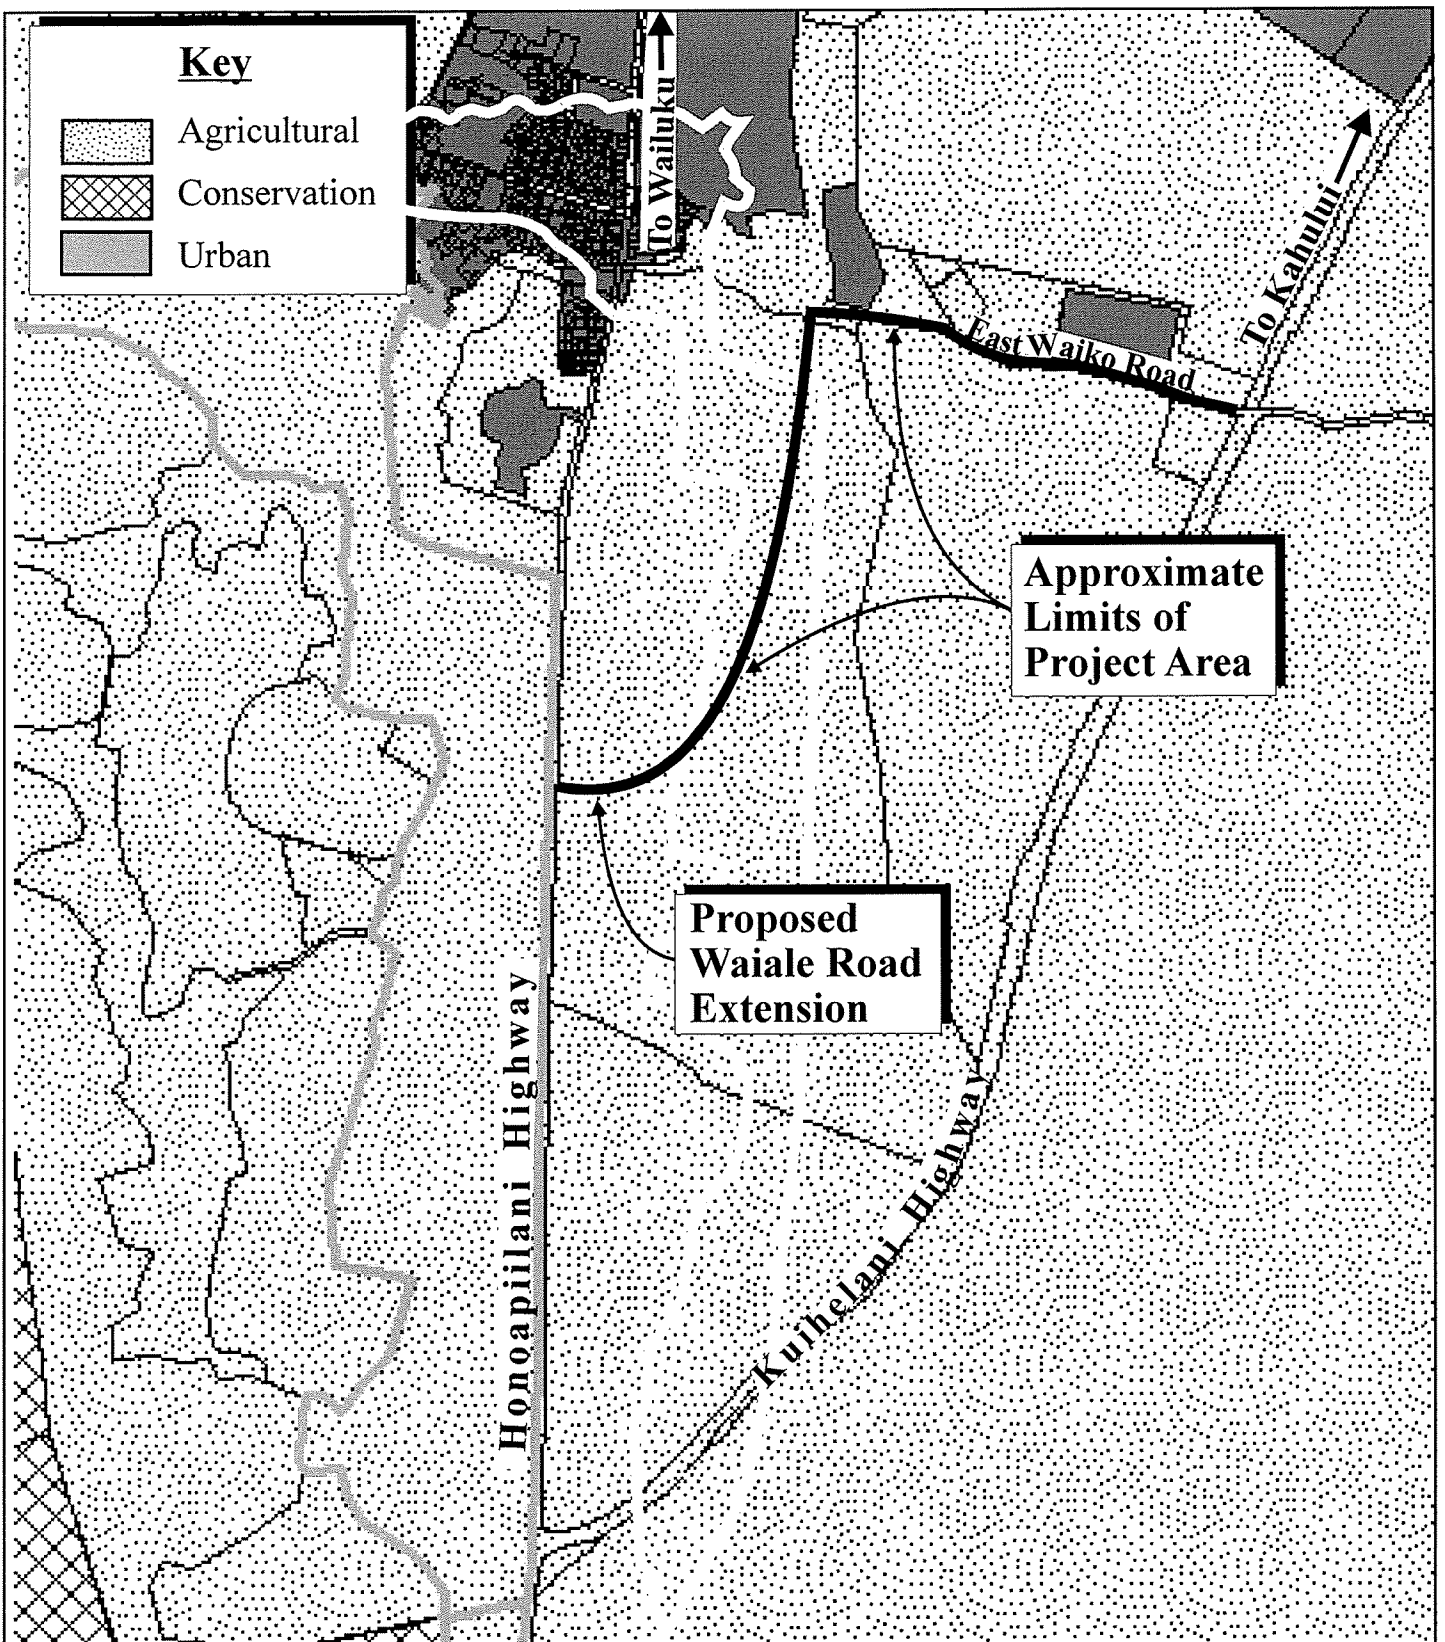 Key
Agricultural
Conservation
Urban
To Wailuku
To Kahului
East Waiko Road
Approximate
Limits of
Project Area
Proposed
Waiale Road
Extension
Honoapiilani Highway
Kuihelani Highway